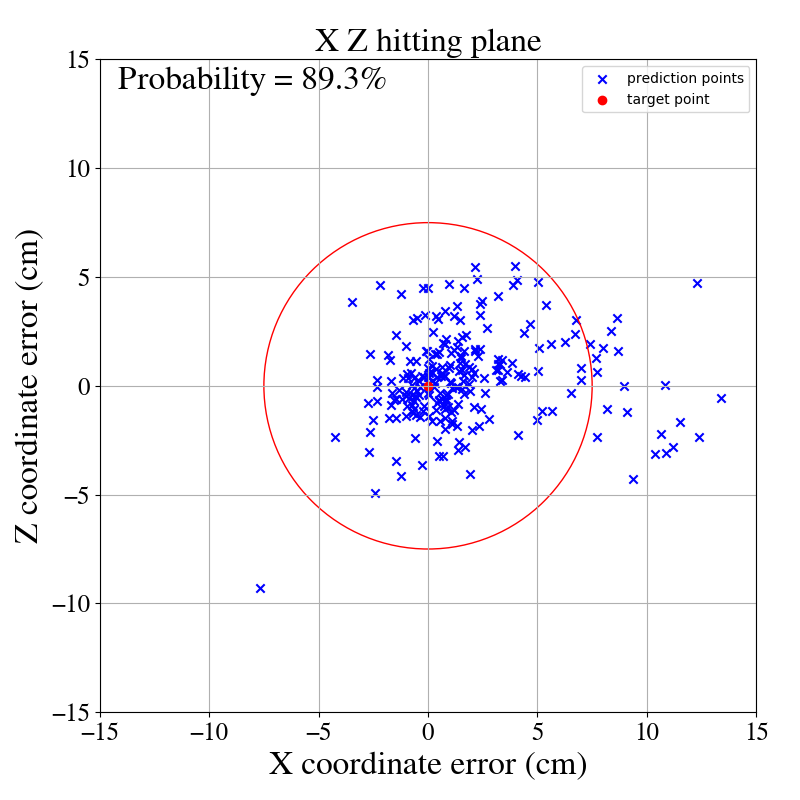 X Z hitting plane
Probability = 89.3%
prediction points
target point
Z coordinate error (cm)
15
10
5
0
−5
−10
−15
−15
−10
−5
0
5
10
15
X coordinate error (cm)